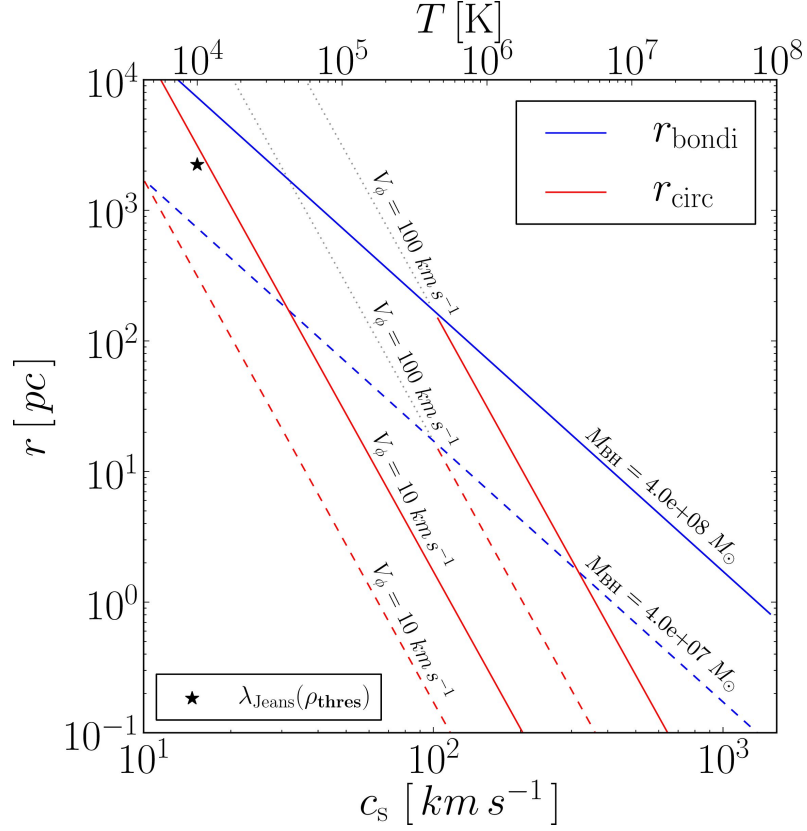 T [K]
10^4 10^5 10^6 10^7 10^8
10^4
10^3
10^2
10^1
10^0
10^-1
r [pc]
r_bondi
r_circ
V_ϕ = 100 km s^-1
V_ϕ = 100 km s^-1
V_ϕ = 10 km s^-1
V_ϕ = 10 km s^-1
M_BH = 4.0e+08 M_⊙
M_BH = 4.0e+07 M_⊙
★ λ_Jeans(ρ_thres)
10^1 10^2 10^3
c_s [km s^-1]